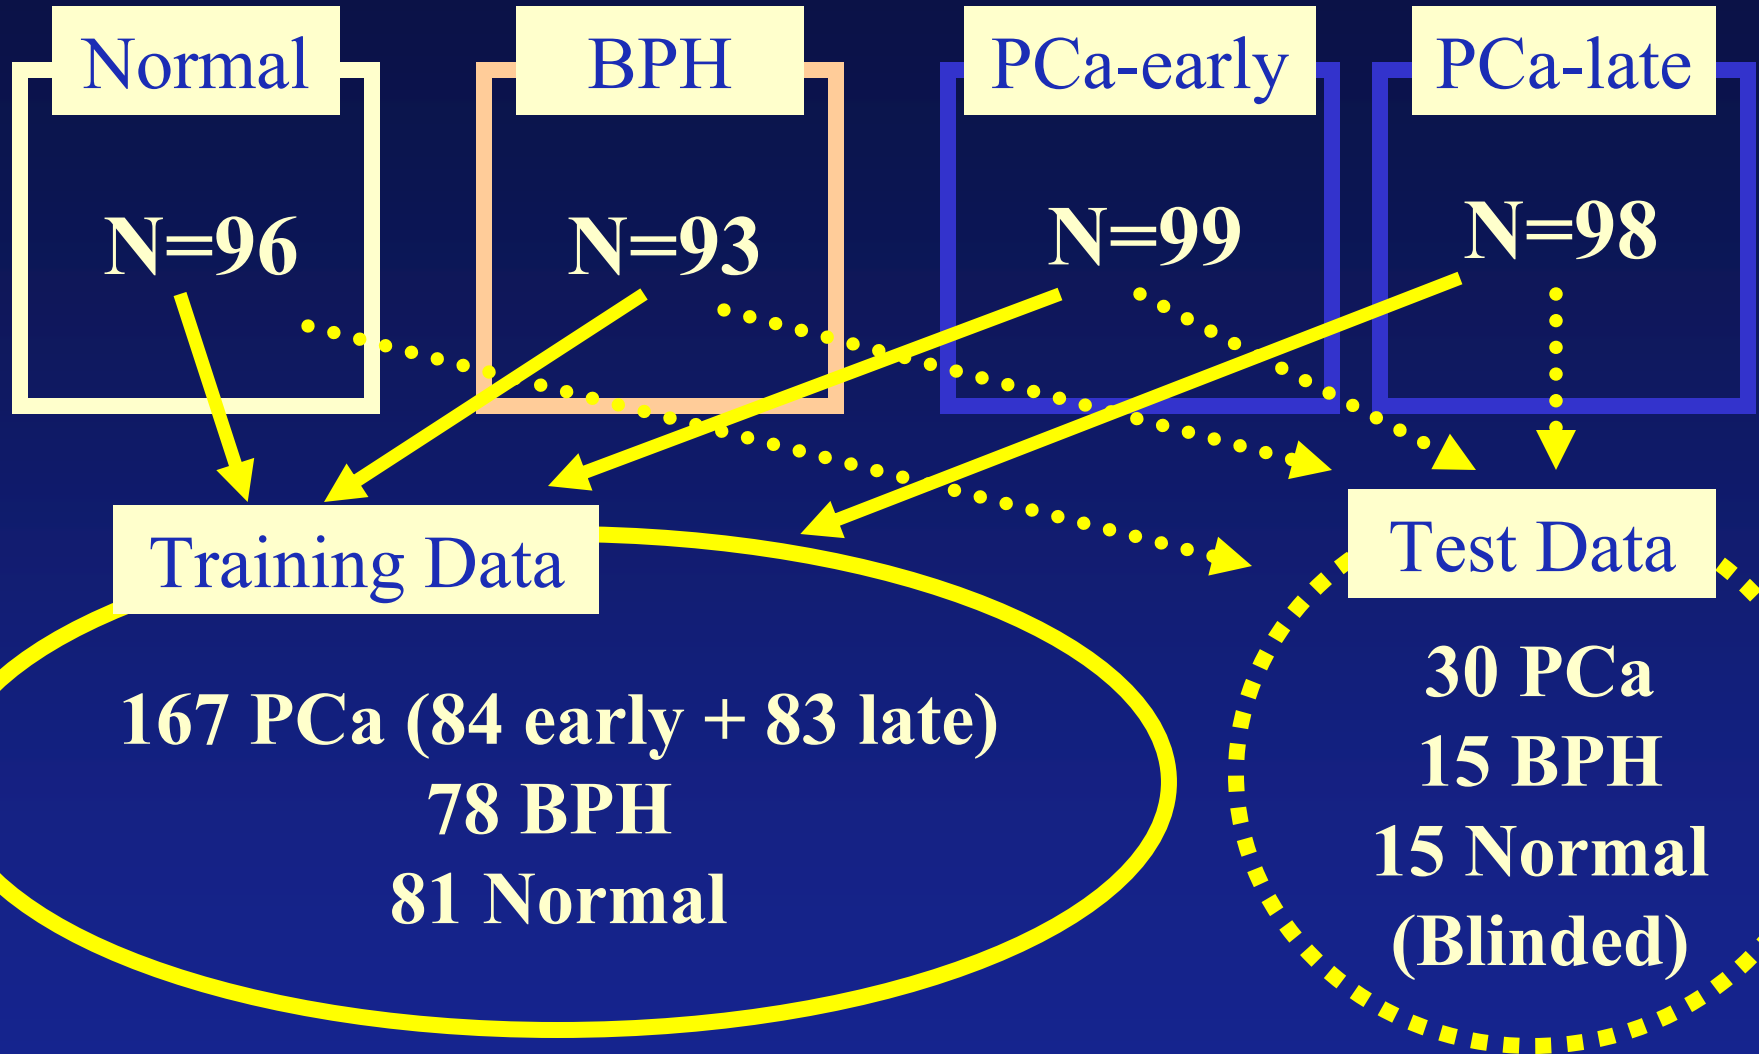 Normal
BPH
PCa-early
PCa-late
N=96
N=93
N=99
N=98
Training Data
167 PCa (84 early + 83 late)
78 BPH
81 Normal
Test Data
30 PCa
15 BPH
15 Normal
(Blinded)